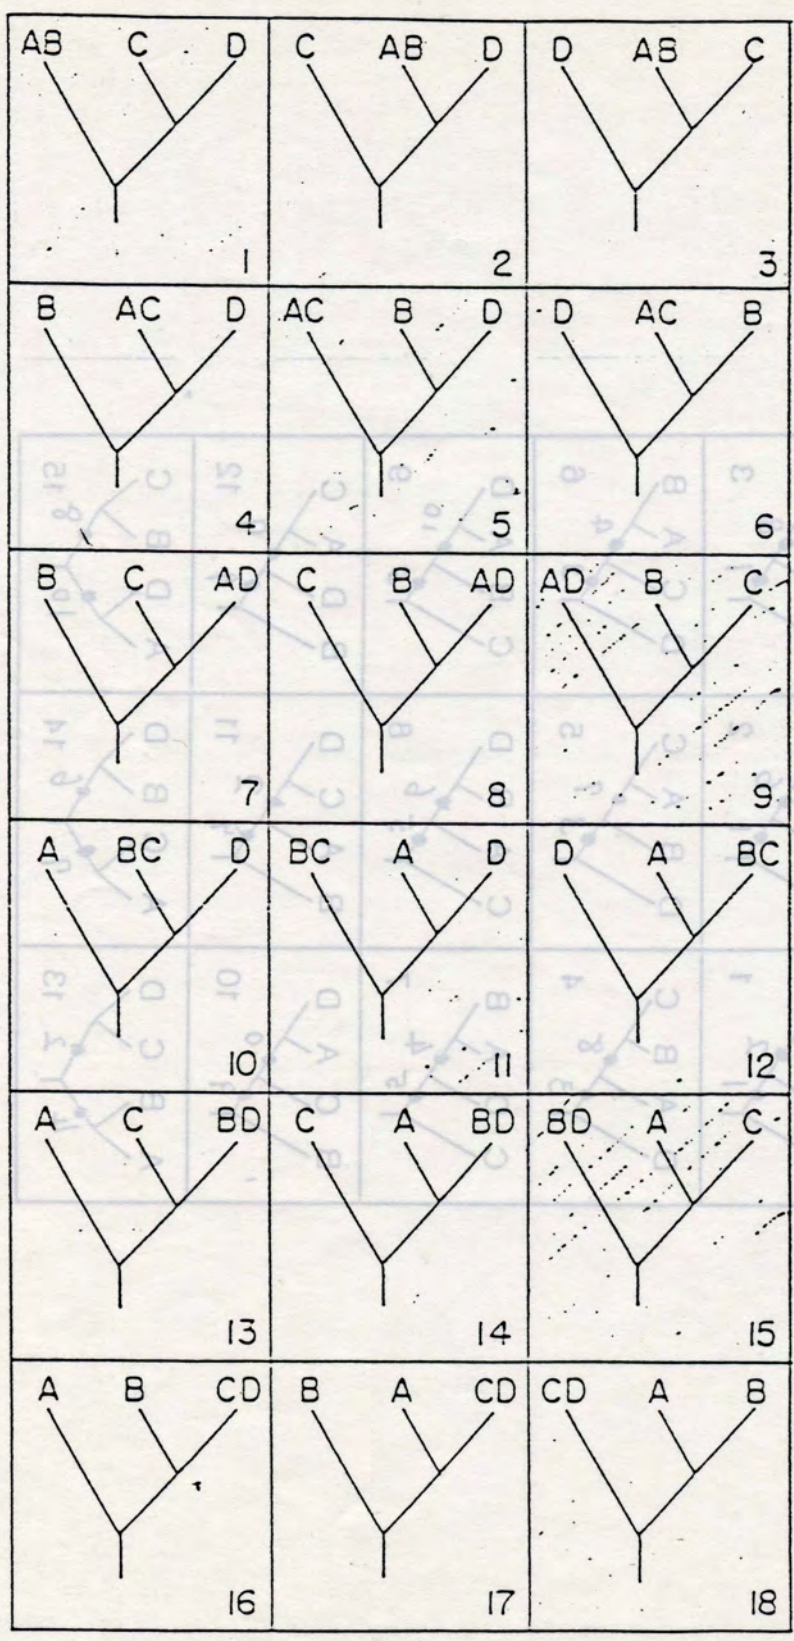 AB C D C AB D D AB C
1 2 3
B AC D AC B D D AC B
4 5 6
B C AD C B AD AD B C
7 8 9
A BC D BC A D D A BC
10 11 12
A C BD C A BD BD A C
13 14 15
A B CD B A CD CD A B
16 17 18